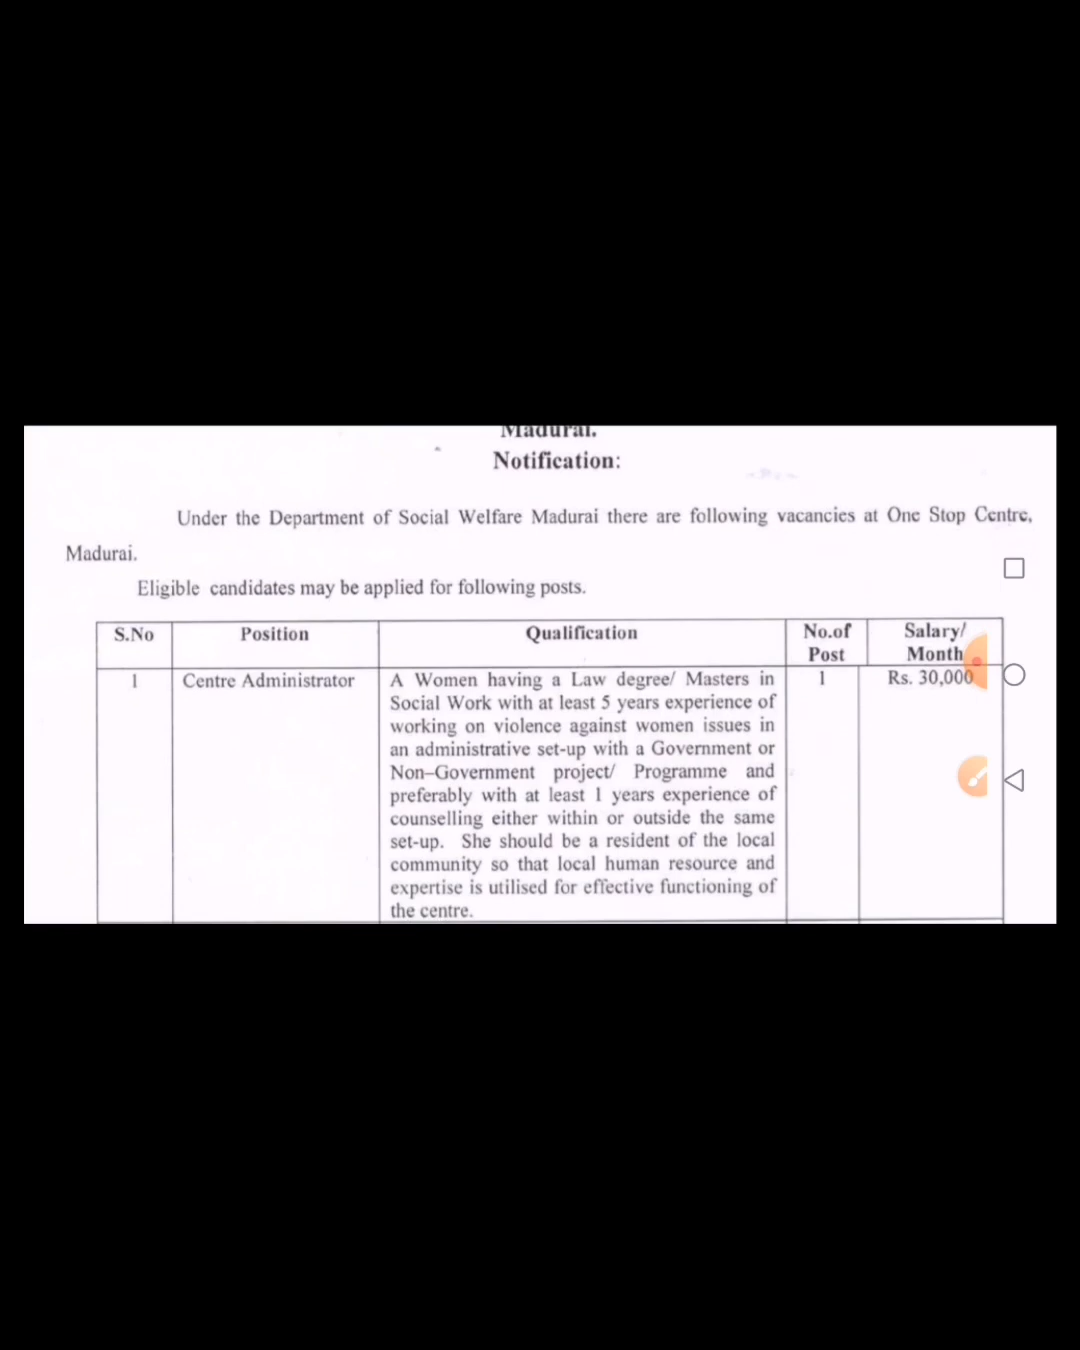 Madurai.
Notification:
Under the Department of Social Welfare Madurai there are following vacancies at One Stop Centre,
Madurai.
Eligible candidates may be applied for following posts.
S.No Position Qualification No.of Post Salary/ Month
1 Centre Administrator A Women having a Law degree/ Masters in 1 Rs. 30,000
Social Work with at least 5 years experience of
working on violence against women issues in
an administrative set-up with a Government or
Non–Government project/ Programme and
preferably with at least 1 years experience of
counselling either within or outside the same
set-up. She should be a resident of the local
community so that local human resource and
expertise is utilised for effective functioning of
the centre.